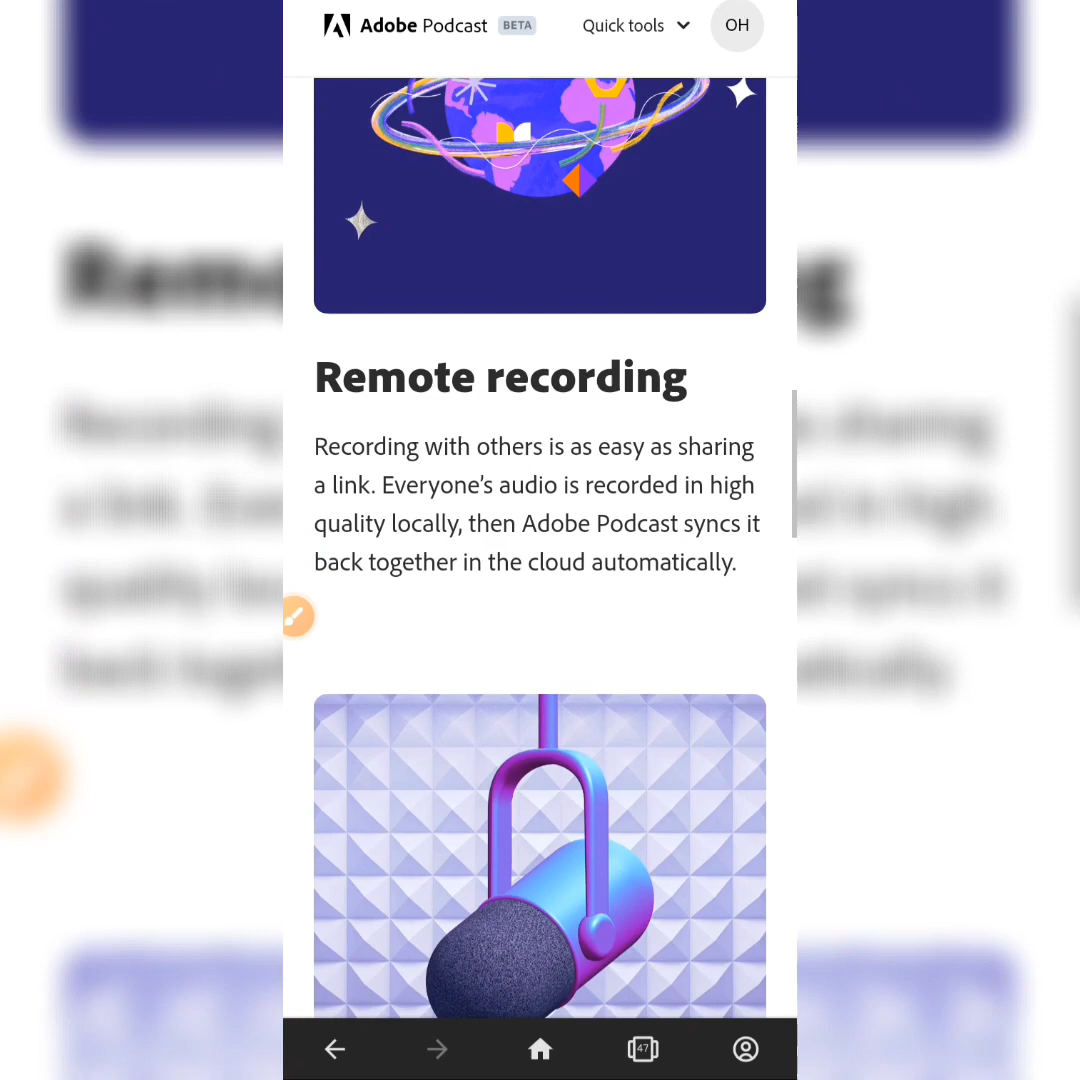 Adobe Podcast BETA Quick tools OH
Remote recording
Recording with others is as easy as sharing
a link. Everyone’s audio is recorded in high
quality locally, then Adobe Podcast syncs it
back together in the cloud automatically.
47